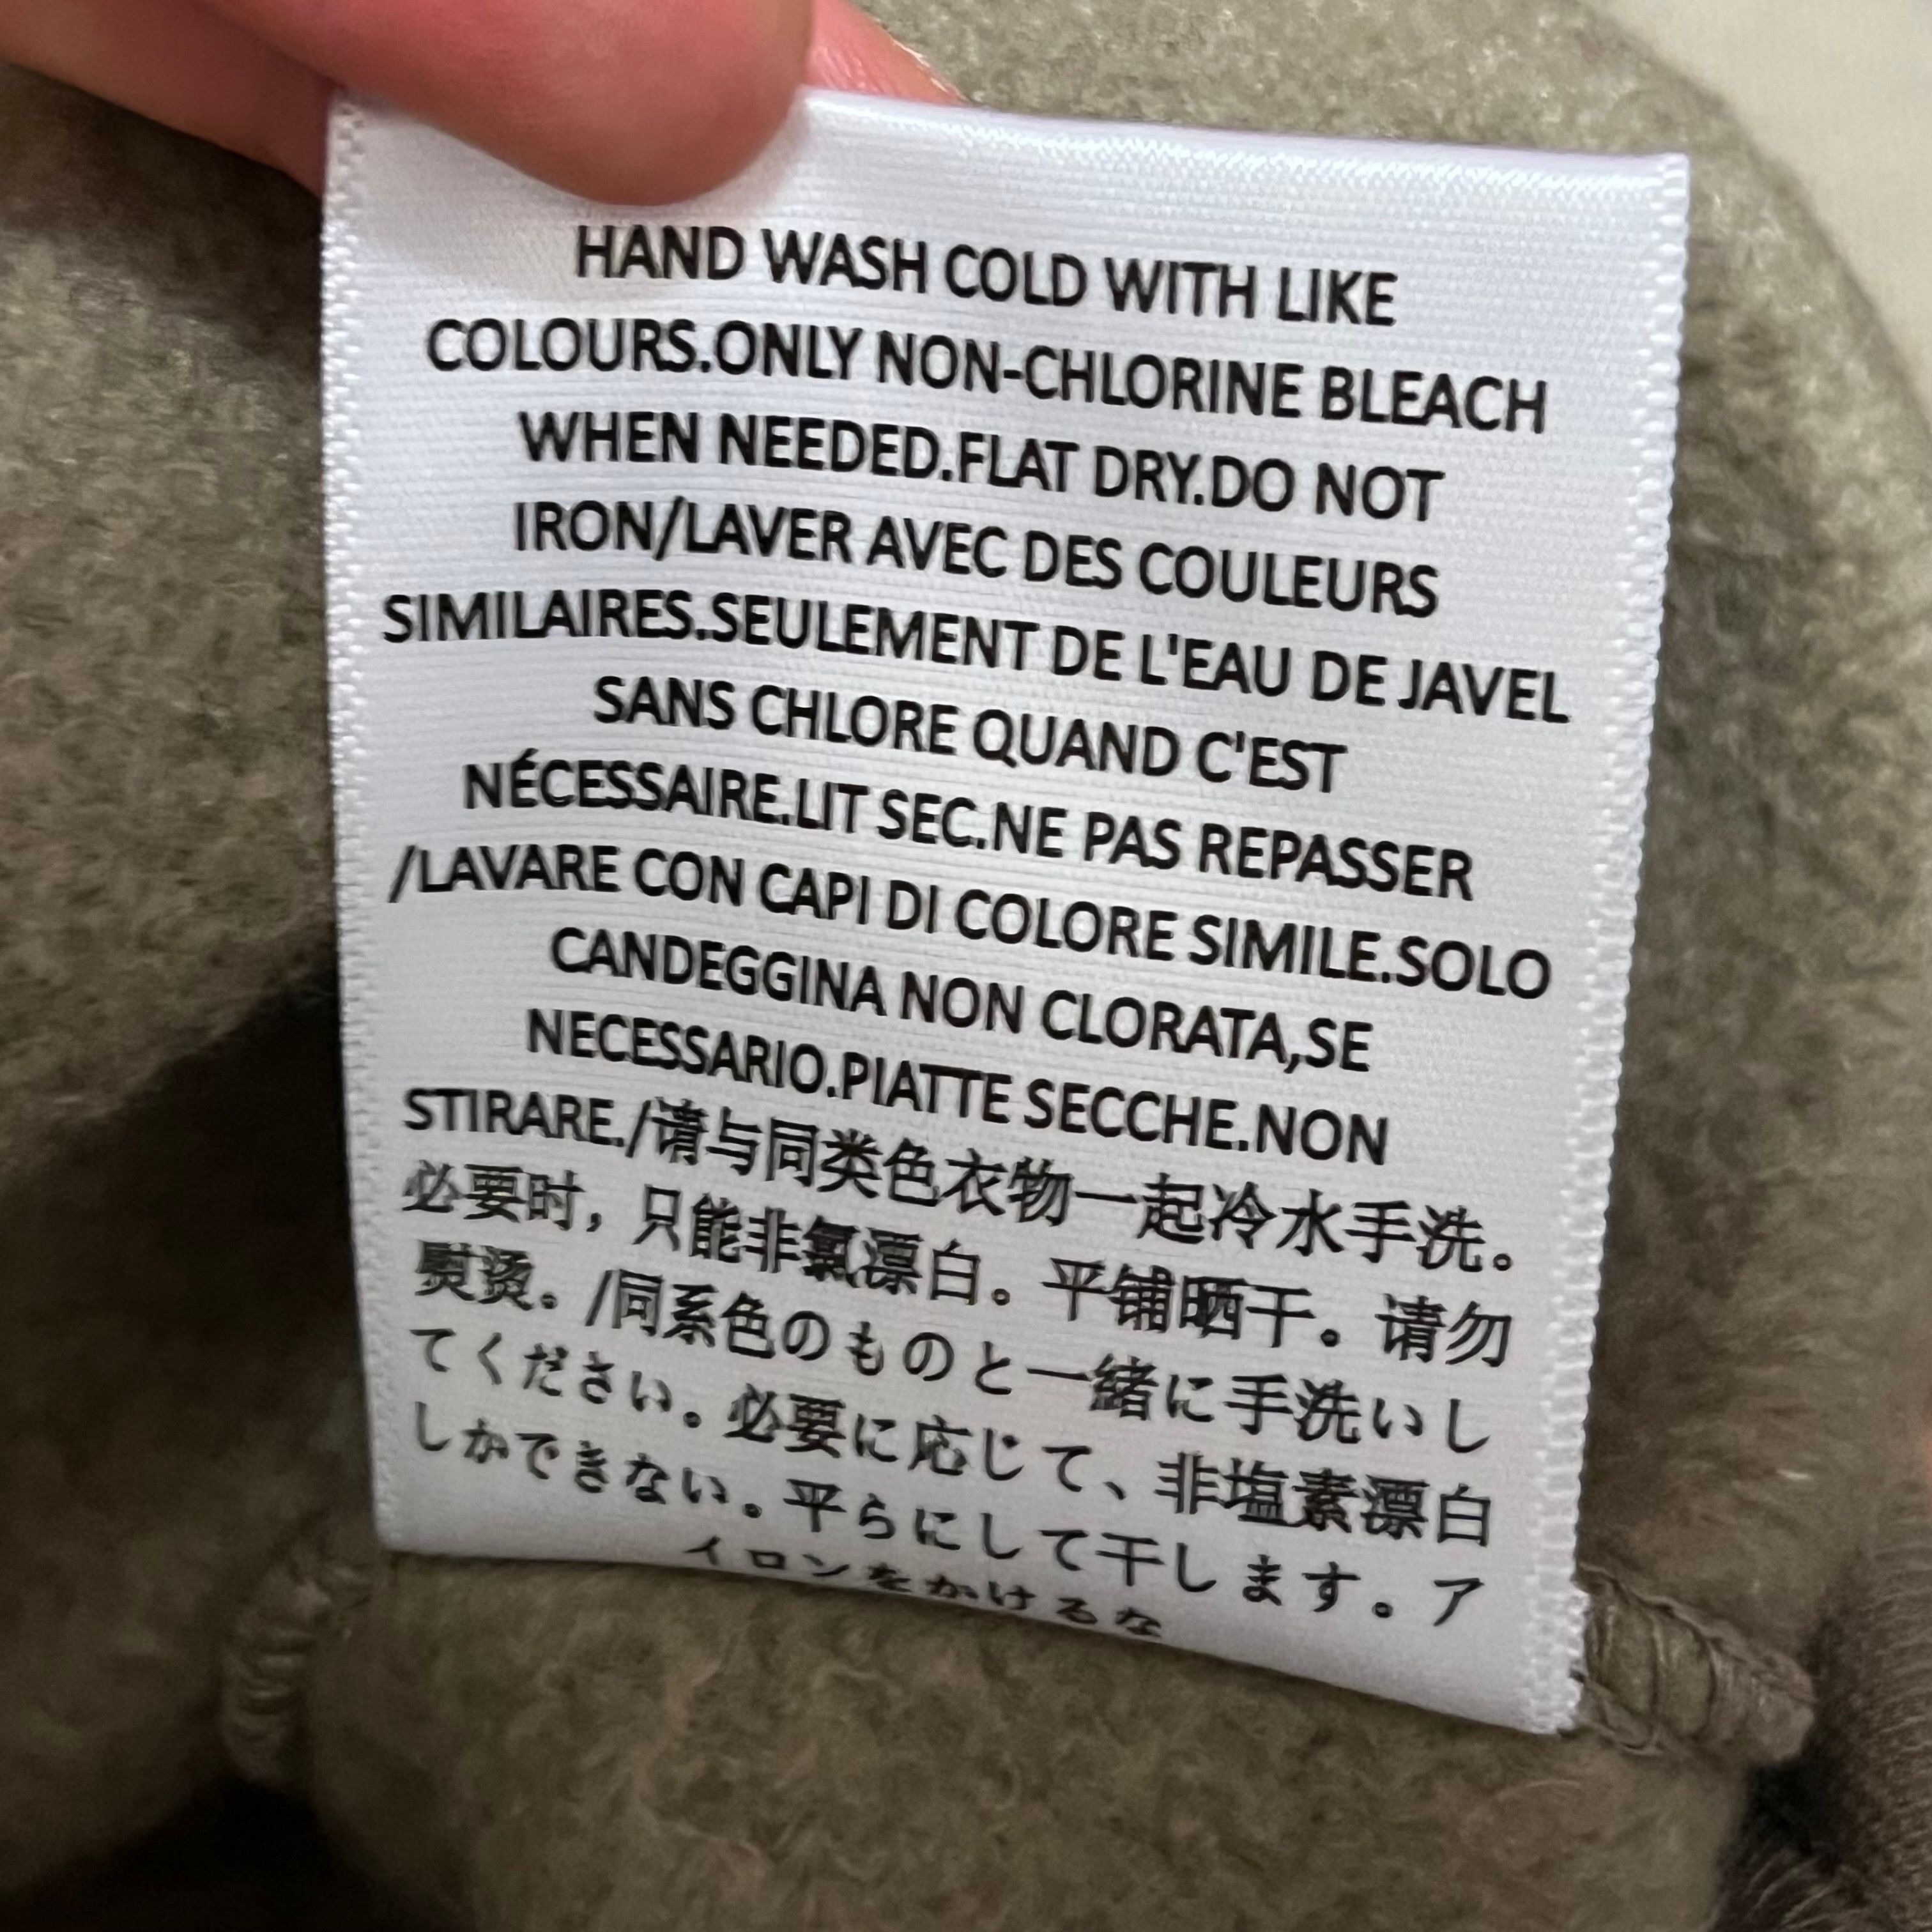 HAND WASH COLD WITH LIKE
COLOURS.ONLY NON-CHLORINE BLEACH
WHEN NEEDED.FLAT DRY.DO NOT
IRON/LAVER AVEC DES COULEURS
SIMILAIRES.SEULEMENT DE L'EAU DE JAVEL
SANS CHLORE QUAND C'EST
NÉCESSAIRE.LIT SEC.NE PAS REPASSER
/LAVARE CON CAPI DI COLORE SIMILE.SOLO
CANDEGGINA NON CLORATA,SE
NECESSARIO.PIATTE SECCHE.NON
STIRARE./请与同类色衣物一起冷水手洗。
必要时，只能非氯漂白。平铺晒干。请勿
熨烫。/同系色のものと一緒に手洗いし
てください。必要に応じて、非塩素漂白
しかできない。平らにして干します。ア
イロンをかけるな